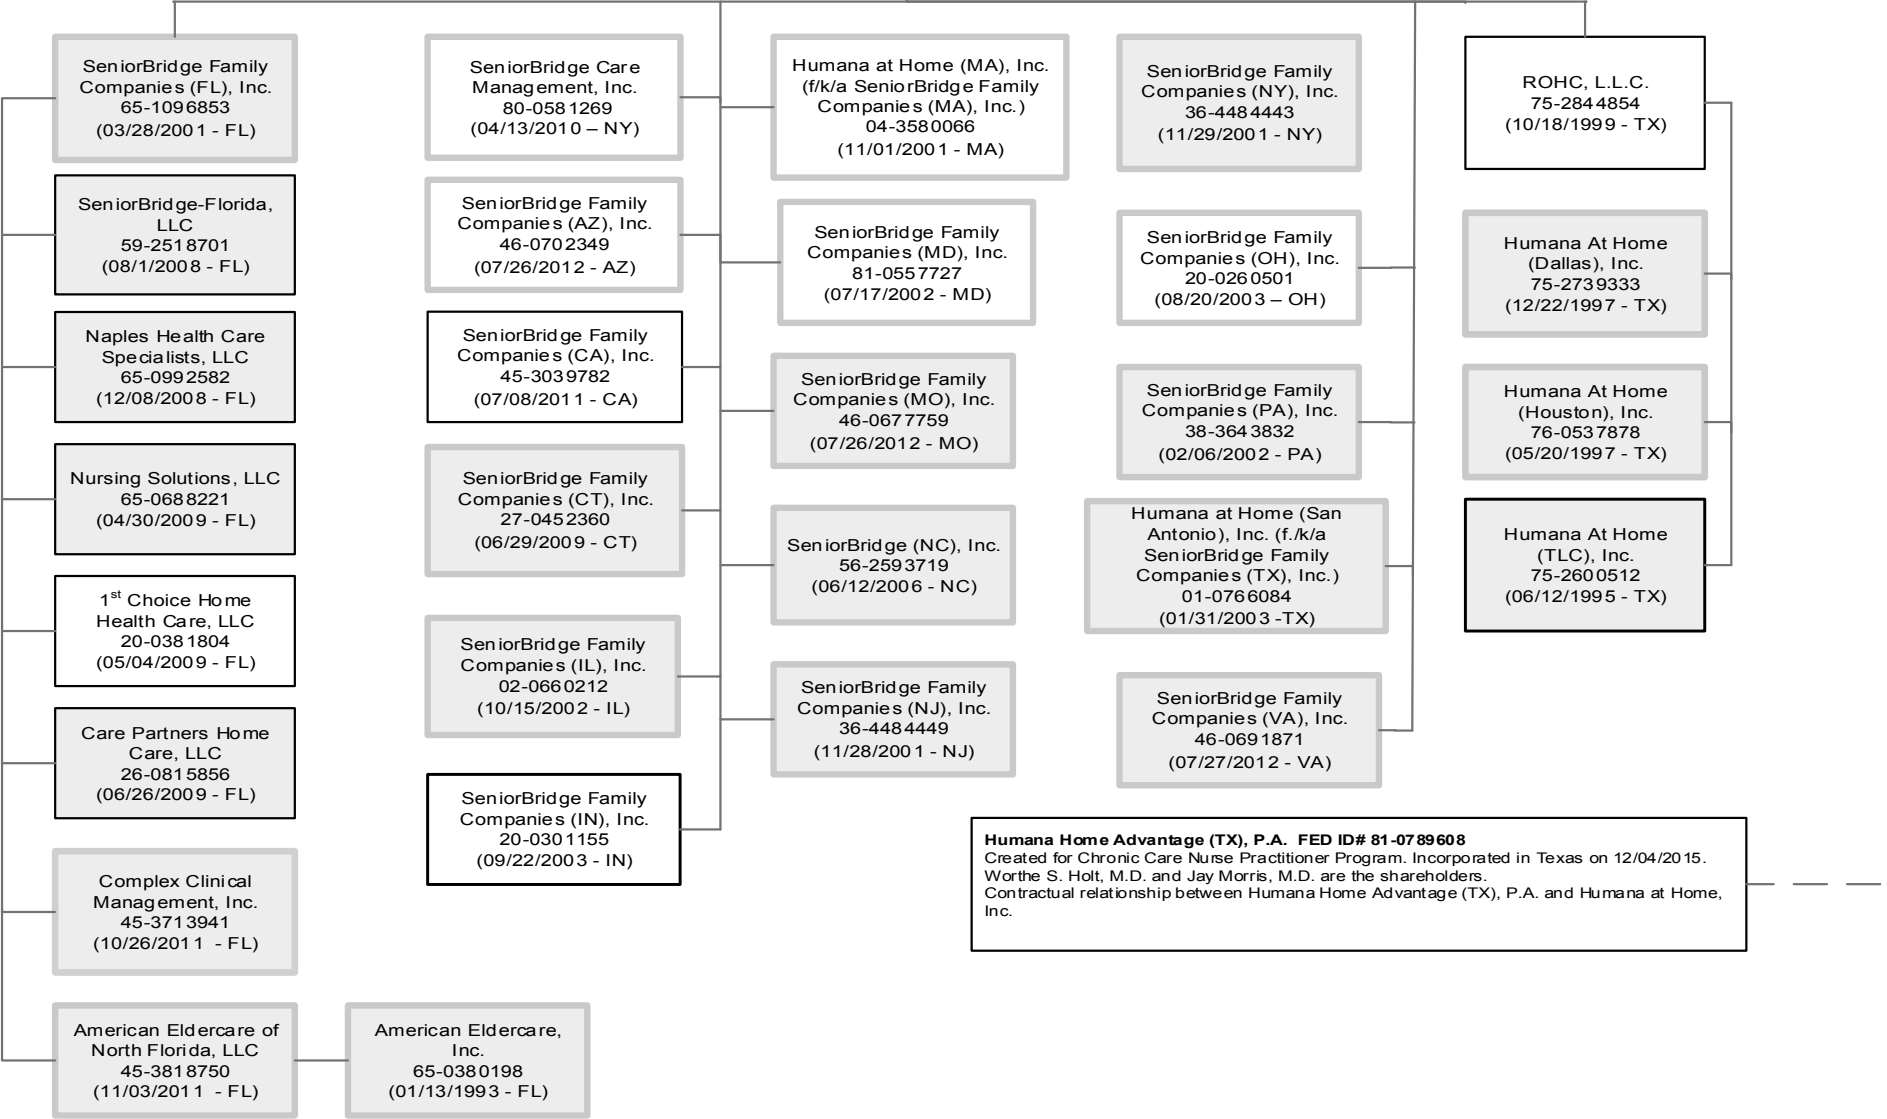 SeniorBridge Family
Companies (FL), Inc.
65-1096853
(03/28/2001 - FL)
SeniorBridge-Florida,
LLC
59-2518701
(08/1/2008 - FL)
Naples Health Care
Specialists, LLC
65-0992582
(12/08/2008 - FL)
Nursing Solutions, LLC
65-0688221
(04/30/2009 - FL)
1st Choice Home
Health Care, LLC
20-0381804
(05/04/2009 - FL)
Care Partners Home
Care, LLC
26-0815856
(06/26/2009 - FL)
Complex Clinical
Management, Inc.
45-3713941
(10/26/2011 - FL)
American Eldercare of
North Florida, LLC
45-3818750
(11/03/2011 - FL)
American Eldercare,
Inc.
65-0380198
(01/13/1993 - FL)
SeniorBridge Care
Management, Inc.
80-0581269
(04/13/2010 – NY)
SeniorBridge Family
Companies (AZ), Inc.
46-0702349
(07/26/2012 - AZ)
SeniorBridge Family
Companies (CA), Inc.
45-3039782
(07/08/2011 - CA)
SeniorBridge Family
Companies (CT), Inc.
27-0452360
(06/29/2009 - CT)
SeniorBridge Family
Companies (IL), Inc.
02-0660212
(10/15/2002 - IL)
SeniorBridge Family
Companies (IN), Inc.
20-0301155
(09/22/2003 - IN)
Humana at Home (MA), Inc.
(f/k/a SeniorBridge Family
Companies (MA), Inc.)
04-3580066
(11/01/2001 - MA)
SeniorBridge Family
Companies (MD), Inc.
81-0557727
(07/17/2002 - MD)
SeniorBridge Family
Companies (MO), Inc.
46-0677759
(07/26/2012 - MO)
SeniorBridge (NC), Inc.
56-2593719
(06/12/2006 - NC)
SeniorBridge Family
Companies (NJ), Inc.
36-4484449
(11/28/2001 - NJ)
SeniorBridge Family
Companies (NY), Inc.
36-4484443
(11/29/2001 - NY)
SeniorBridge Family
Companies (OH), Inc.
20-0260501
(08/20/2003 – OH)
SeniorBridge Family
Companies (PA), Inc.
38-3643832
(02/06/2002 - PA)
Humana at Home (San
Antonio), Inc. (f./k/a
SeniorBridge Family
Companies (TX), Inc.)
01-0766084
(01/31/2003 -TX)
SeniorBridge Family
Companies (VA), Inc.
46-0691871
(07/27/2012 - VA)
ROHC, L.L.C.
75-2844854
(10/18/1999 - TX)
Humana At Home
(Dallas), Inc.
75-2739333
(12/22/1997 - TX)
Humana At Home
(Houston), Inc.
76-0537878
(05/20/1997 - TX)
Humana At Home
(TLC), Inc.
75-2600512
(06/12/1995 - TX)
Humana Home Advantage (TX), P.A. FED ID# 81-0789608
Created for Chronic Care Nurse Practitioner Program. Incorporated in Texas on 12/04/2015.
Worthe S. Holt, M.D. and Jay Morris, M.D. are the shareholders.
Contractual relationship between Humana Home Advantage (TX), P.A. and Humana at Home,
Inc.